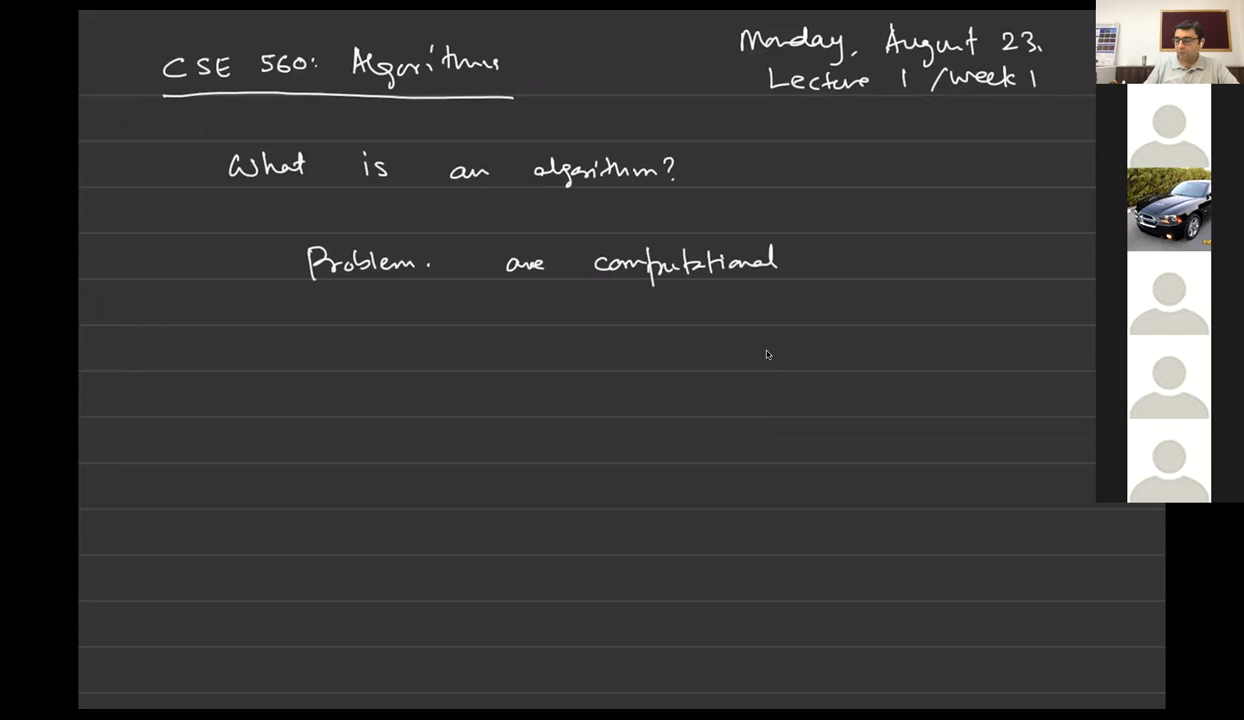 CSE 560: Algorithms
Monday, August 23.
Lecture 1 /week 1
What is an algorithm?
Problem. are computational